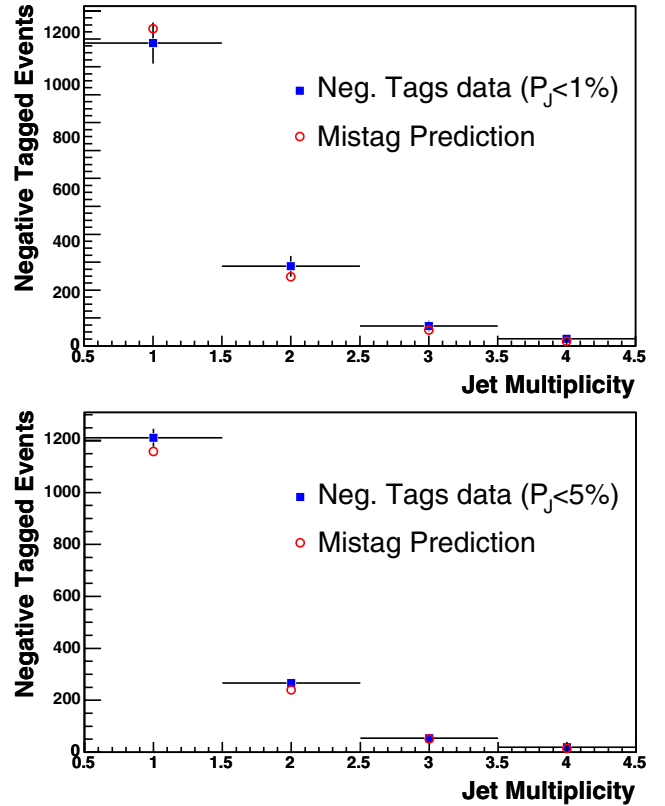 Negative Tagged Events
1200
1000
800
600
400
200
0
Neg. Tags data (P_J<1%)
Mistag Prediction
0.5 1 1.5 2 2.5 3 3.5 4 4.5
Jet Multiplicity
Negative Tagged Events
1200
1000
800
600
400
200
0
Neg. Tags data (P_J<5%)
Mistag Prediction
0.5 1 1.5 2 2.5 3 3.5 4 4.5
Jet Multiplicity